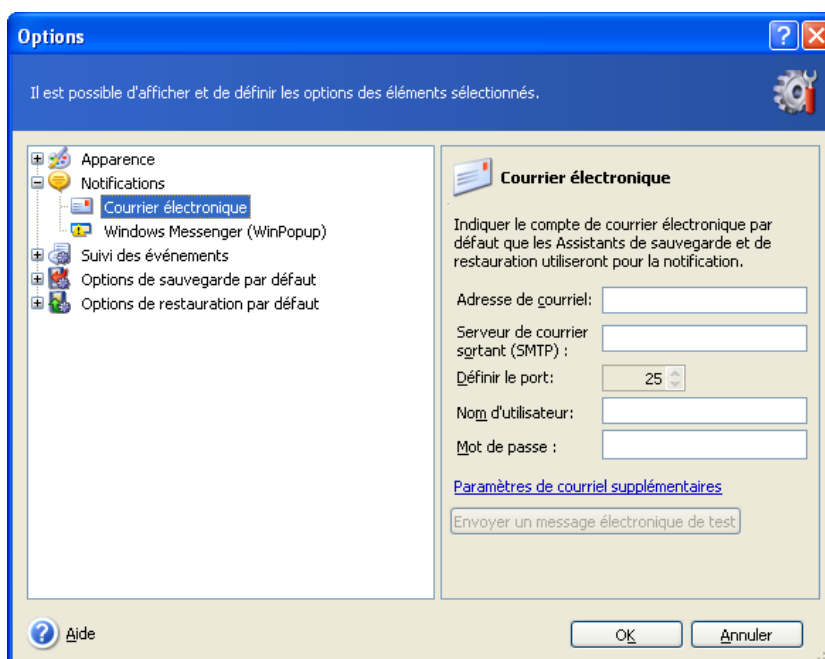 Options
Il est possible d'afficher et de définir les options des éléments sélectionnés.
Apparence
Notifications
Courrier électronique
Windows Messenger (WinPopup)
Suivi des événements
Options de sauvegarde par défaut
Options de restauration par défaut
Courrier électronique
Indiquer le compte de courrier électronique par
défaut que les Assistants de sauvegarde et de
restauration utiliseront pour la notification.
Adresse de courriel:
Serveur de courrier
sortant (SMTP) :
Définir le port:
25
Nom d'utilisateur:
Mot de passe :
Paramètres de courriel supplémentaires
Envoyer un message électronique de test
Aide
OK
Annuler